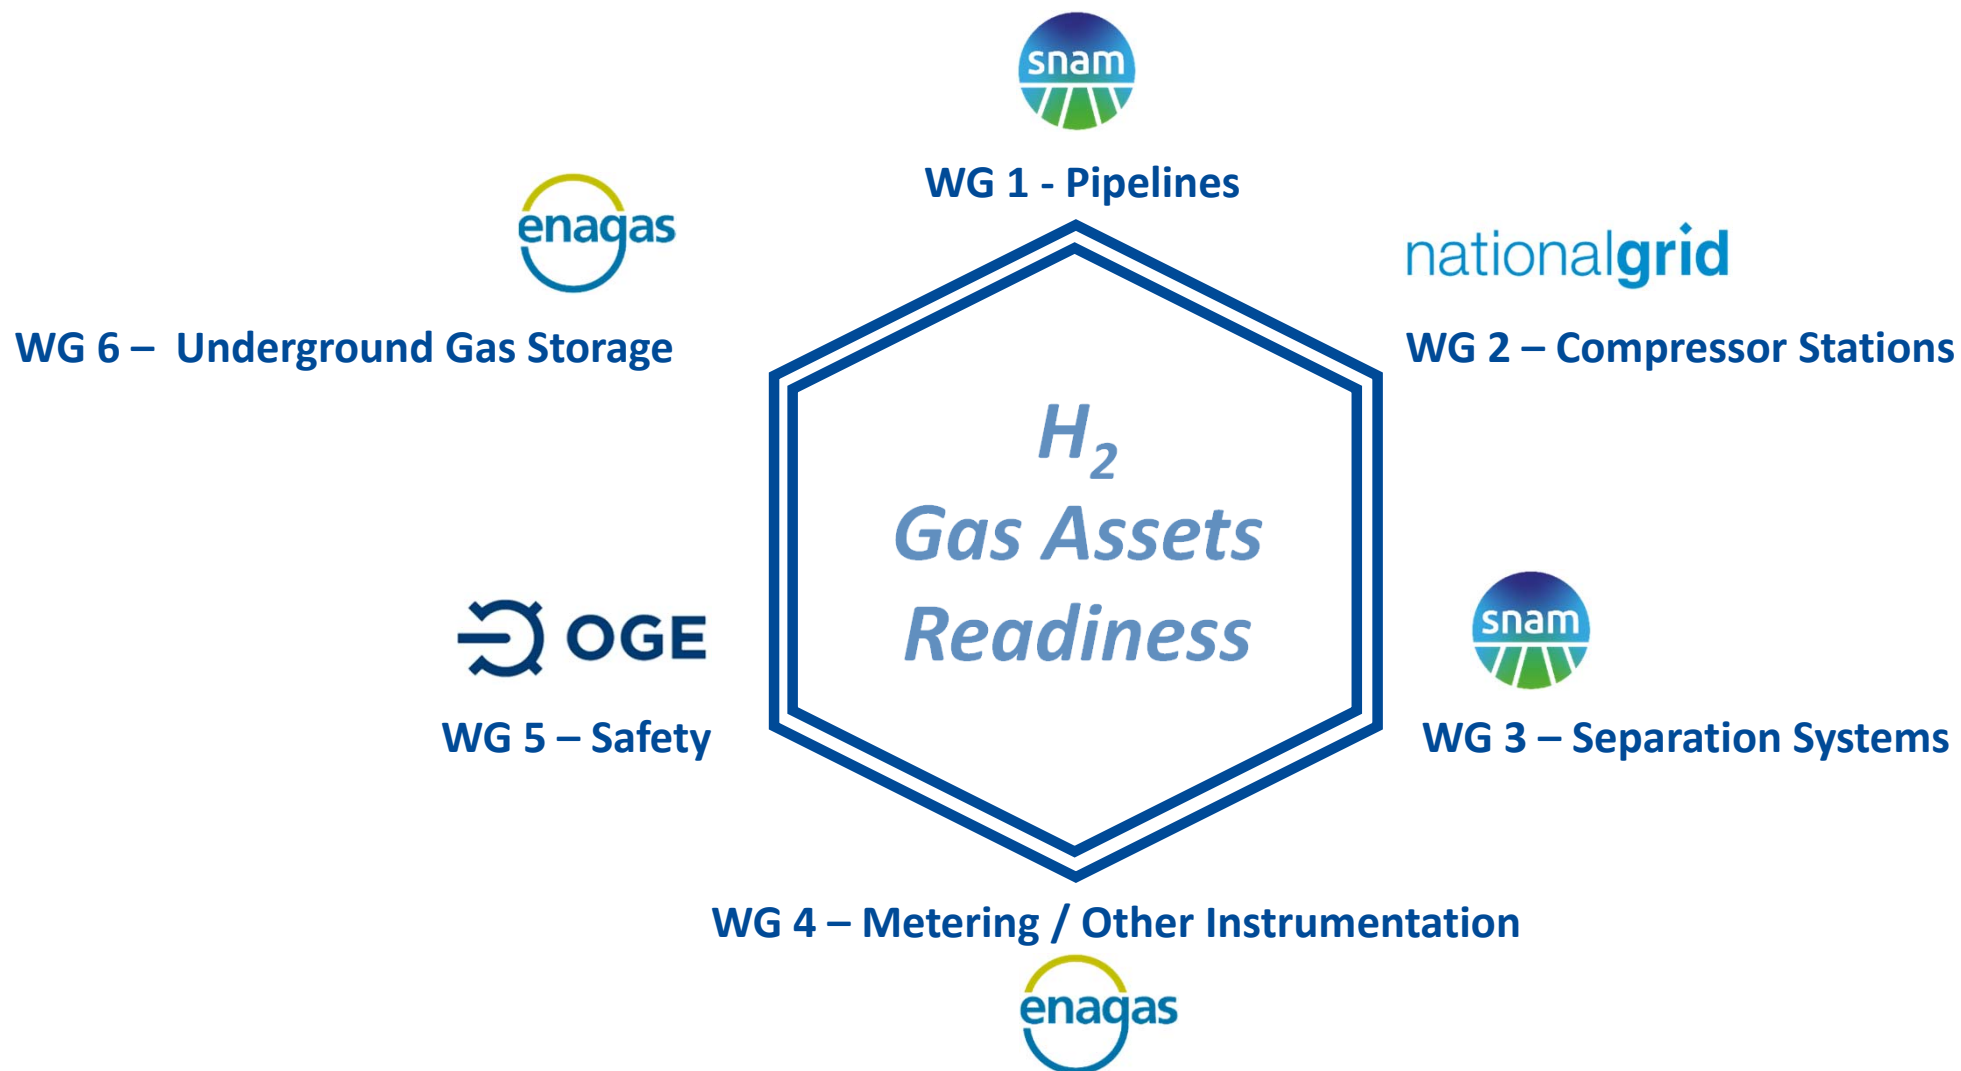 snam
WG 1 - Pipelines
enagas
nationalgrid
WG 6 – Underground Gas Storage
WG 2 – Compressor Stations
H₂
Gas Assets
Readiness
OGE
snam
WG 5 – Safety
WG 3 – Separation Systems
WG 4 – Metering / Other Instrumentation
enagas